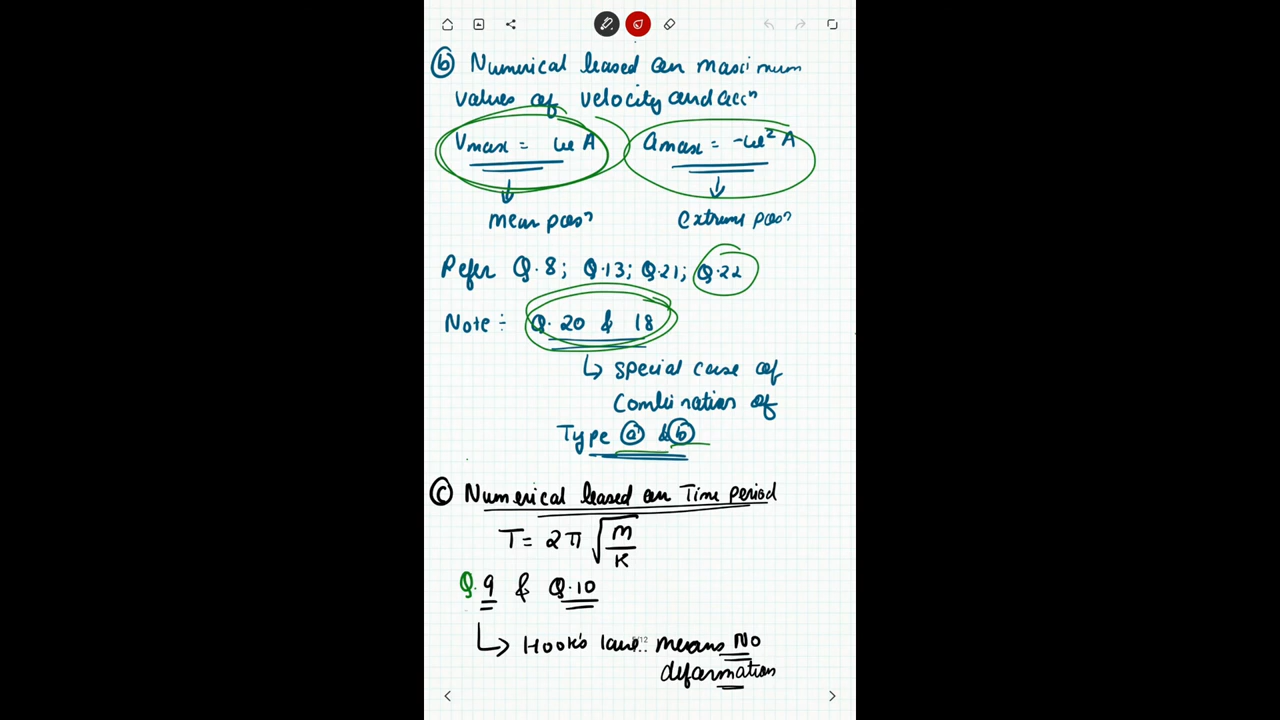 ⓑ Numerical based on maximum
values of velocity and accⁿ
Vmax = ωA amax = -ω²A
↓ ↓
Mean posⁿ extreme posⁿ
Refer Q.8; Q.13; Q.21; Q.22
Note÷ Q. 20 & 18
↳ special case of
Combination of
Type ⓐ & ⓑ
ⓒ Numerical based on Time period
T = 2π √(m/K)
Q.9 & Q.10
↳ Hook's law: means No
deformation